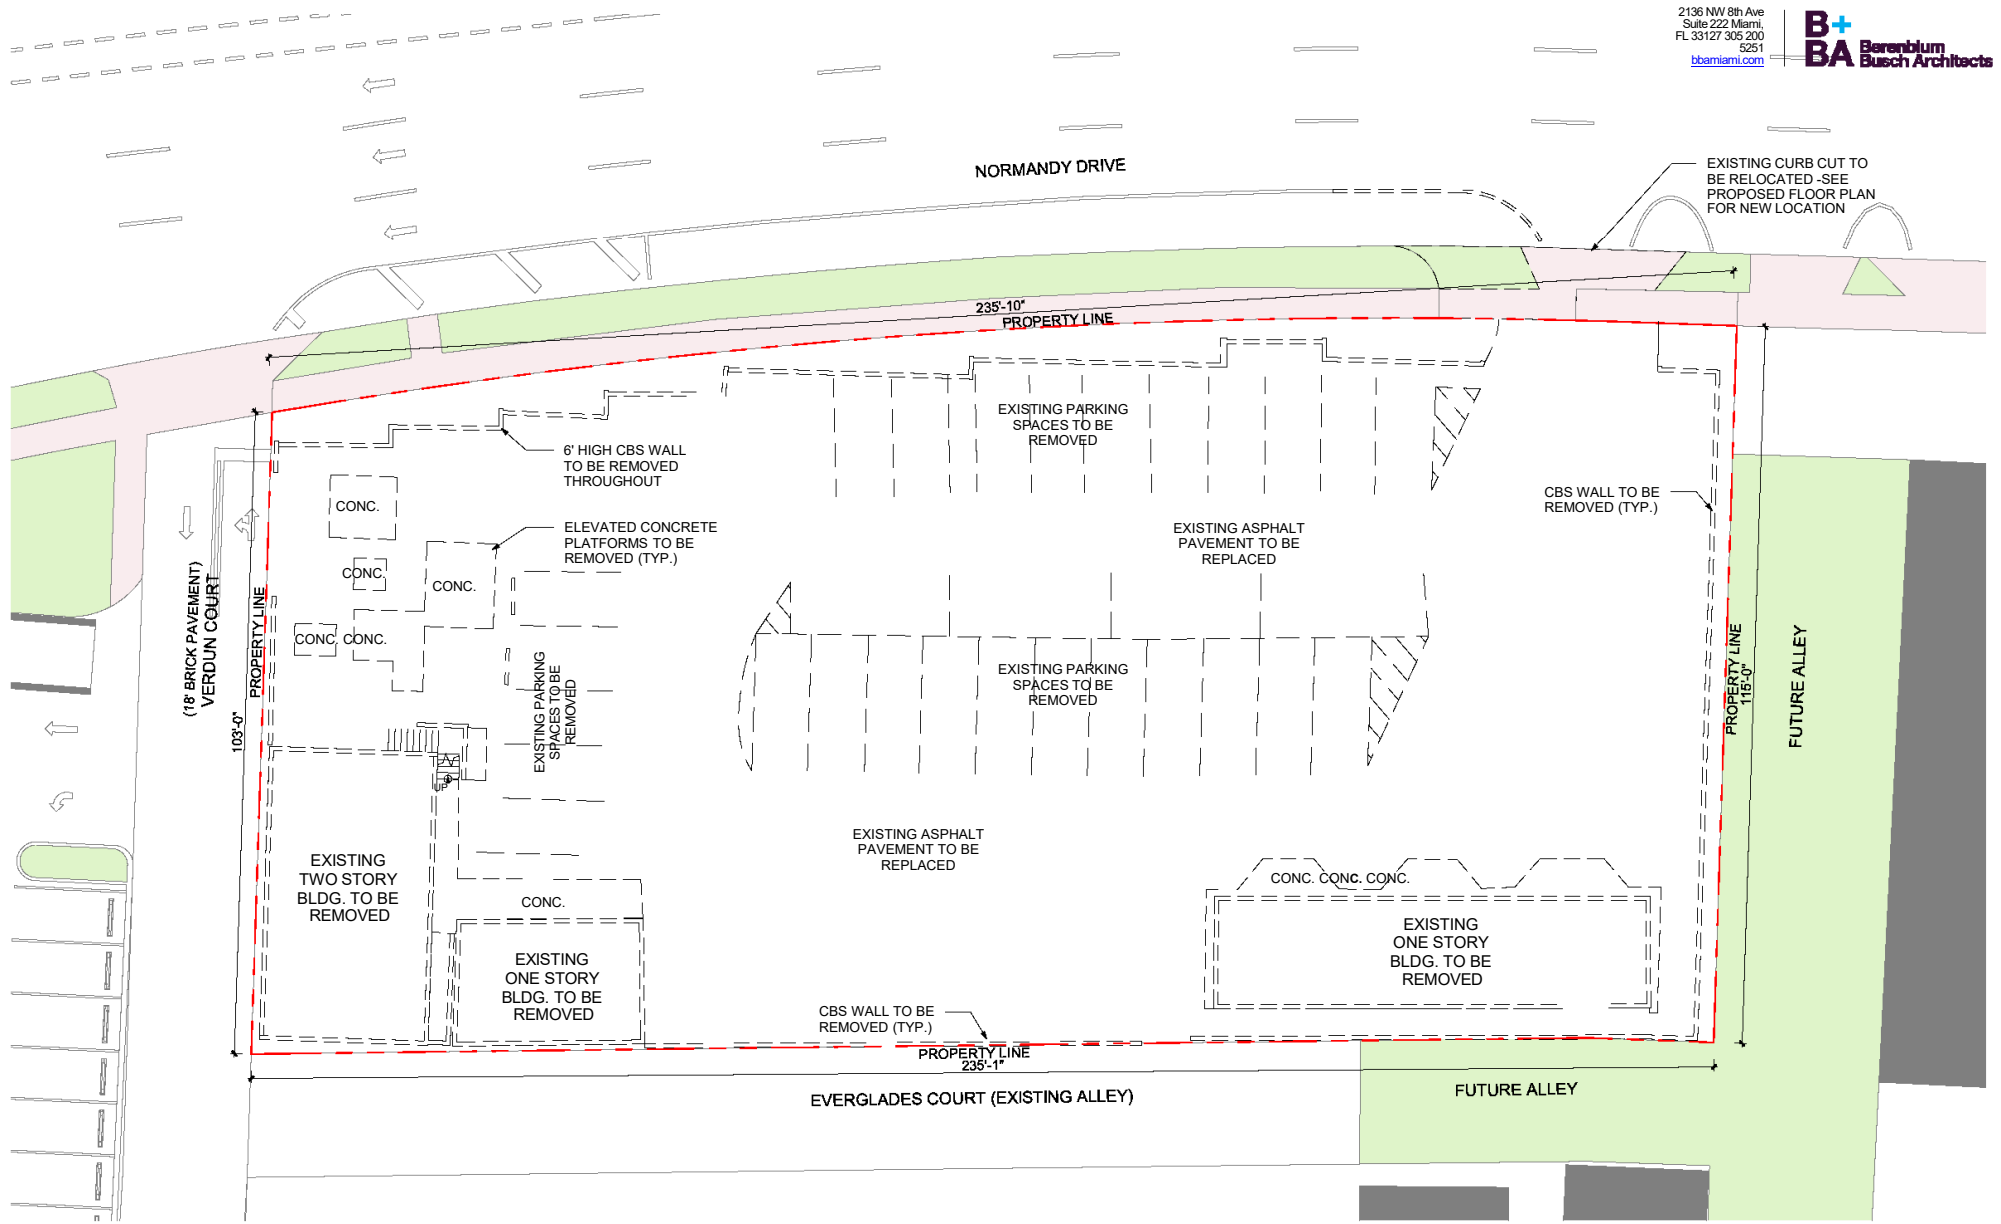 2136 NW 8th Ave
Suite 222 Miami,
FL 33127 305 200
5251
bbamiami.com
B+
BA Berenblum
Busch Architects
NORMANDY DRIVE
EXISTING CURB CUT TO
BE RELOCATED -SEE
PROPOSED FLOOR PLAN
FOR NEW LOCATION
235'-10"
PROPERTY LINE
EXISTING PARKING
SPACES TO BE
REMOVED
6' HIGH CBS WALL
TO BE REMOVED
THROUGHOUT
CONC.
ELEVATED CONCRETE
PLATFORMS TO BE
REMOVED (TYP.)
CBS WALL TO BE
REMOVED (TYP.)
EXISTING ASPHALT
PAVEMENT TO BE
REPLACED
CONC.
CONC.
CONC. CONC.
(18' BRICK PAVEMENT)
VERDUN COURT
PROPERTY LINE
103'-0"
EXISTING PARKING
SPACES TO BE
REMOVED
EXISTING PARKING
SPACES TO BE
REMOVED
PROPERTY LINE
115'-0"
FUTURE ALLEY
UP
EXISTING ASPHALT
PAVEMENT TO BE
REPLACED
EXISTING
TWO STORY
BLDG. TO BE
REMOVED
CONC.
CONC. CONC. CONC.
EXISTING
ONE STORY
BLDG. TO BE
REMOVED
EXISTING
ONE STORY
BLDG. TO BE
REMOVED
CBS WALL TO BE
REMOVED (TYP.)
PROPERTY LINE
235'-1"
EVERGLADES COURT (EXISTING ALLEY)
FUTURE ALLEY